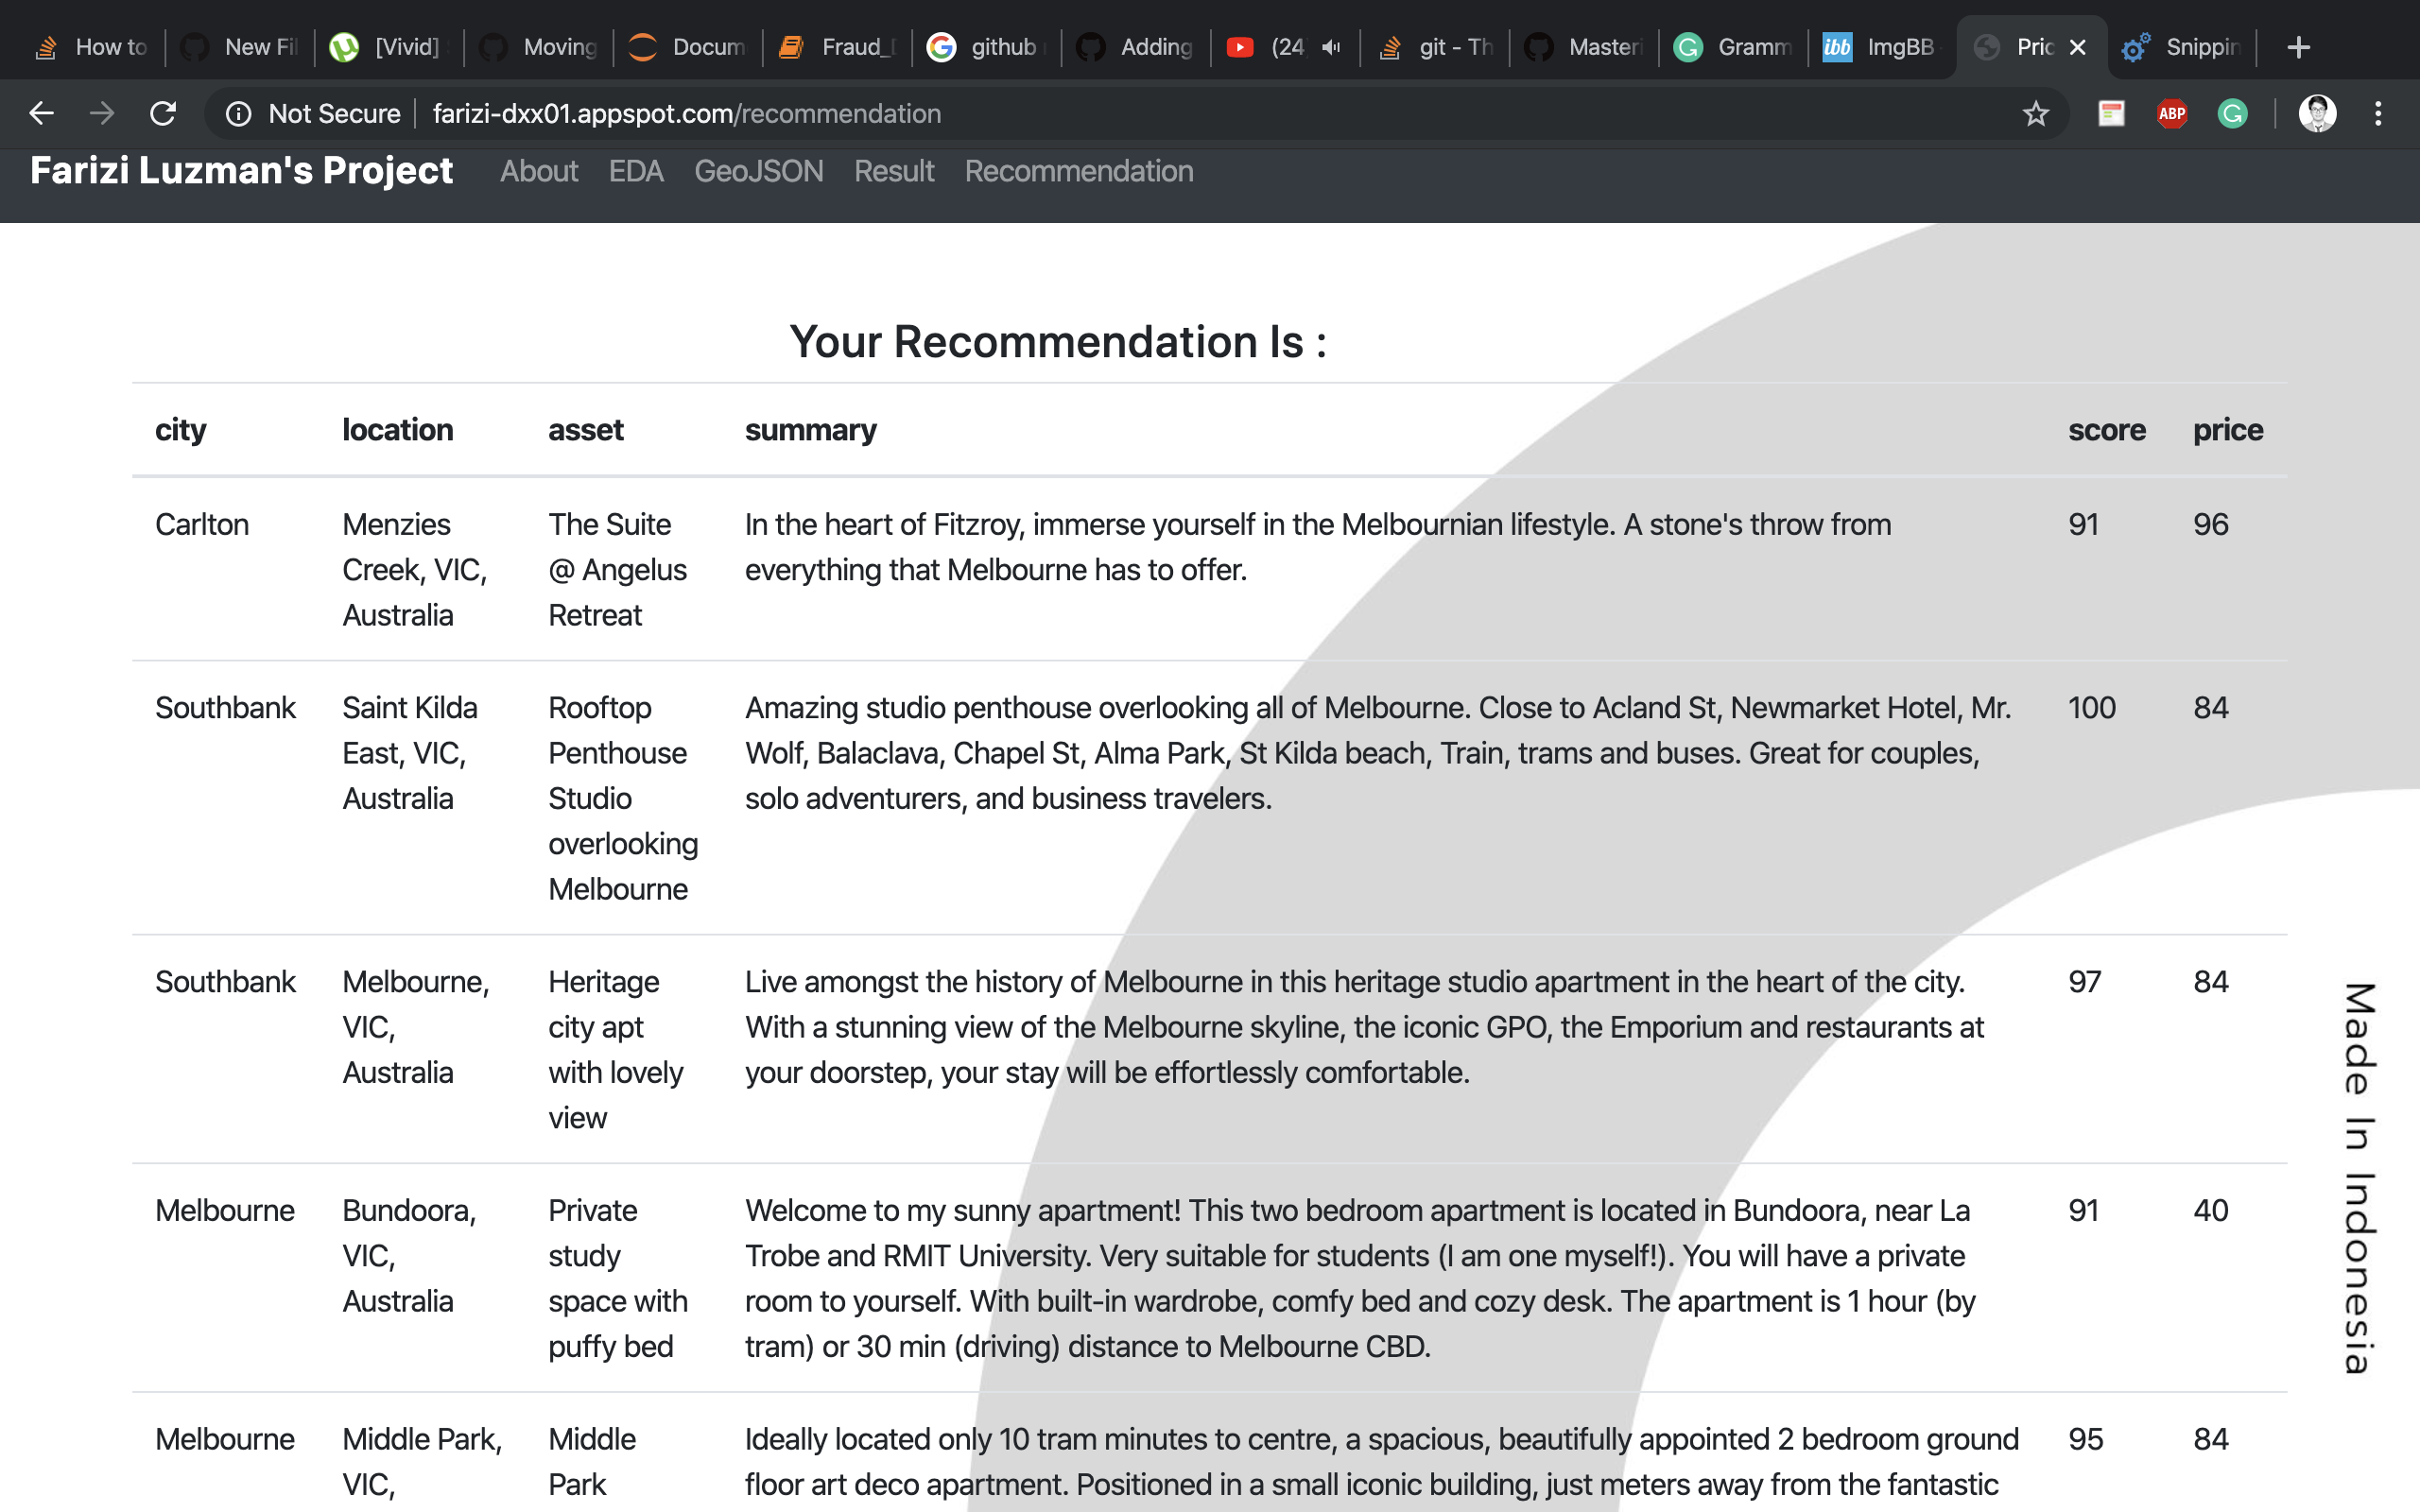 How to
New Fil
[Vivid]
Moving
Docum
Fraud_
github
Adding
(24
git - Th
Masteri
Gramm
ibb ImgBB
Pric
Snippin
Not Secure farizi-dxx01.appspot.com/recommendation
ABP
Farizi Luzman's Project About EDA GeoJSON Result Recommendation
Your Recommendation Is :
city location asset summary score price
Carlton Menzies The Suite In the heart of Fitzroy, immerse yourself in the Melbournian lifestyle. A stone's throw from 91 96
Creek, VIC, @ Angelus everything that Melbourne has to offer.
Australia Retreat
Southbank Saint Kilda Rooftop Amazing studio penthouse overlooking all of Melbourne. Close to Acland St, Newmarket Hotel, Mr. 100 84
East, VIC, Penthouse Wolf, Balaclava, Chapel St, Alma Park, St Kilda beach, Train, trams and buses. Great for couples,
Australia Studio solo adventurers, and business travelers.
overlooking
Melbourne
Southbank Melbourne, Heritage Live amongst the history of Melbourne in this heritage studio apartment in the heart of the city. 97 84
VIC, city apt With a stunning view of the Melbourne skyline, the iconic GPO, the Emporium and restaurants at
Australia with lovely your doorstep, your stay will be effortlessly comfortable.
view
Melbourne Bundoora, Private Welcome to my sunny apartment! This two bedroom apartment is located in Bundoora, near La 91 40
VIC, study Trobe and RMIT University. Very suitable for students (I am one myself!). You will have a private
Australia space with room to yourself. With built-in wardrobe, comfy bed and cozy desk. The apartment is 1 hour (by
puffy bed tram) or 30 min (driving) distance to Melbourne CBD.
Melbourne Middle Park, Middle Ideally located only 10 tram minutes to centre, a spacious, beautifully appointed 2 bedroom ground 95 84
VIC, Park floor art deco apartment. Positioned in a small iconic building, just meters away from the fantastic
Made In Indonesia